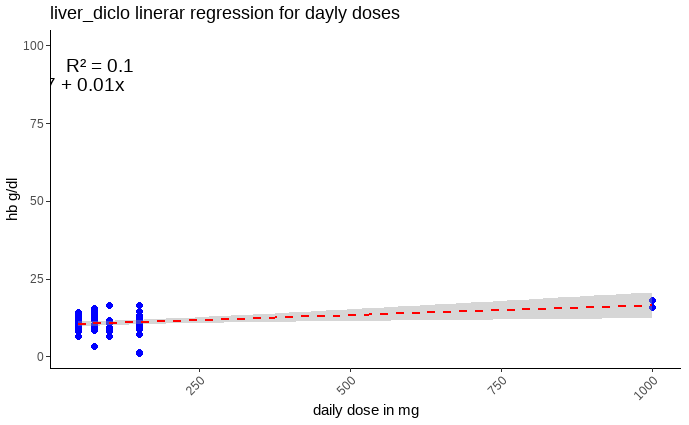 liver_diclo linerar regression for dayly doses
100
R² = 0.1
+ 0.01x
75
hb g/dl
50
25
0
250
500
750
1000
daily dose in mg